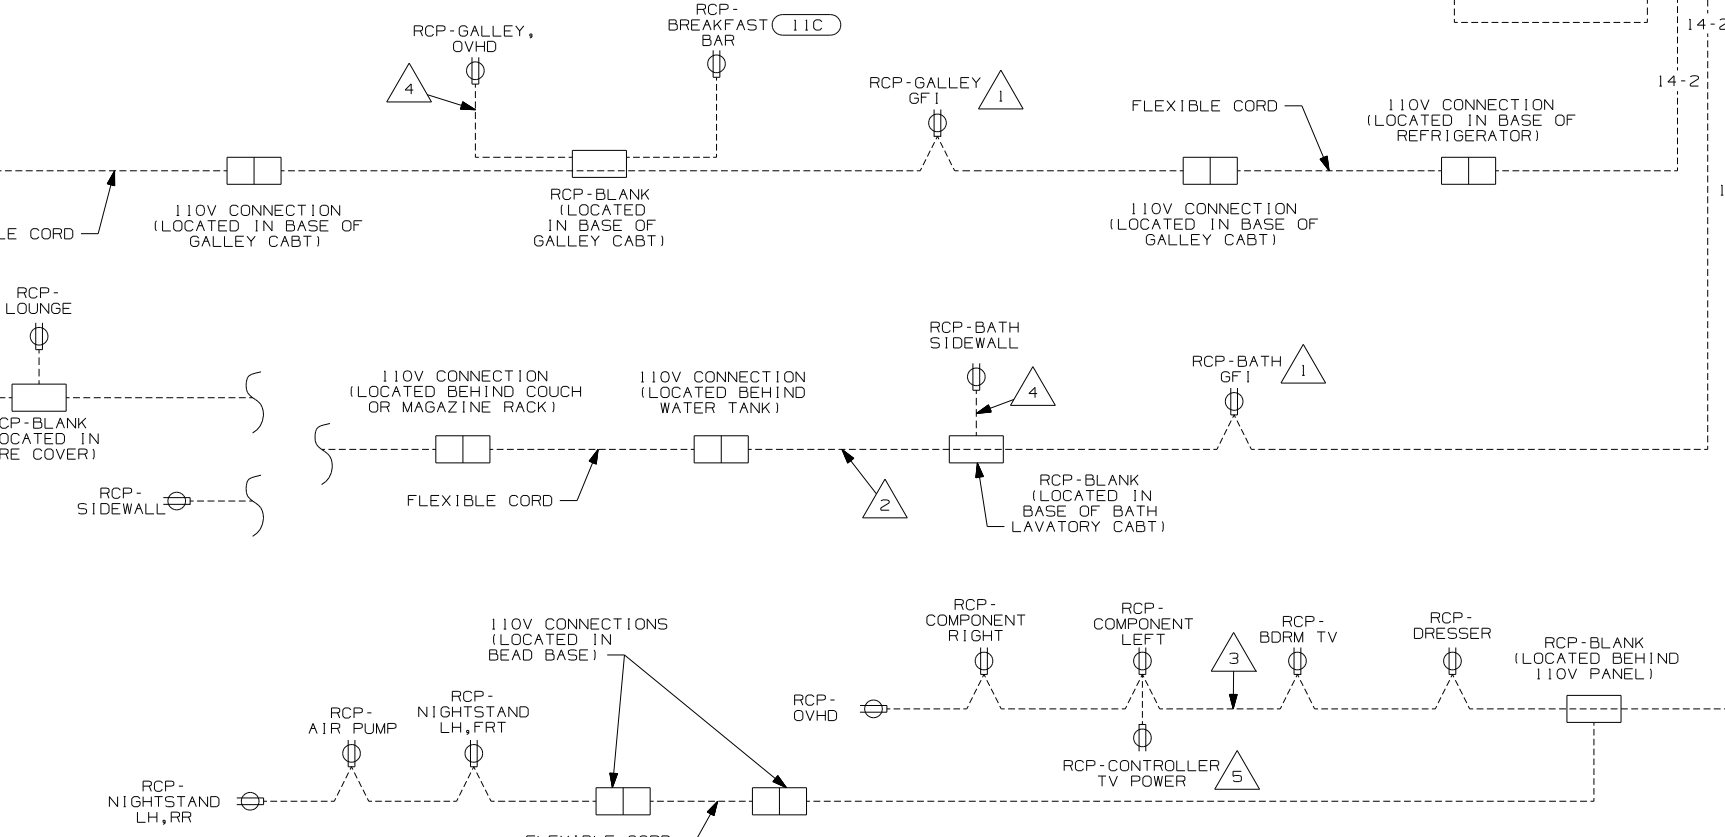 RCP-GALLEY,
OVHD
4
RCP-
BREAKFAST
BAR
11C
RCP-GALLEY
GFI
1
FLEXIBLE CORD
110V CONNECTION
(LOCATED IN BASE OF
REFRIGERATOR)
14-2
14-2
CORD
110V CONNECTION
(LOCATED IN BASE OF
GALLEY CABT)
RCP-BLANK
(LOCATED
IN BASE OF
GALLEY CABT)
110V CONNECTION
(LOCATED IN BASE OF
GALLEY CABT)
RCP-
LOUNGE
CP-BLANK
OCATED IN
RE COVER)
RCP-
SIDEWALL
110V CONNECTION
(LOCATED BEHIND COUCH
OR MAGAZINE RACK)
110V CONNECTION
(LOCATED BEHIND
WATER TANK)
FLEXIBLE CORD
2
RCP-BATH
SIDEWALL
4
RCP-BATH
GFI
1
RCP-BLANK
(LOCATED IN
BASE OF BATH
LAVATORY CABT)
110V CONNECTIONS
(LOCATED IN
BEAD BASE)
RCP-
COMPONENT
RIGHT
RCP-
COMPONENT
LEFT
3
RCP-
BDRM TV
RCP-
DRESSER
RCP-BLANK
(LOCATED BEHIND
110V PANEL)
RCP-
OVHD
RCP-CONTROLLER
TV POWER
5
RCP-
AIR PUMP
RCP-
NIGHTSTAND
LH,FRT
RCP-
NIGHTSTAND
LH,RR
FLEXIBLE CORD